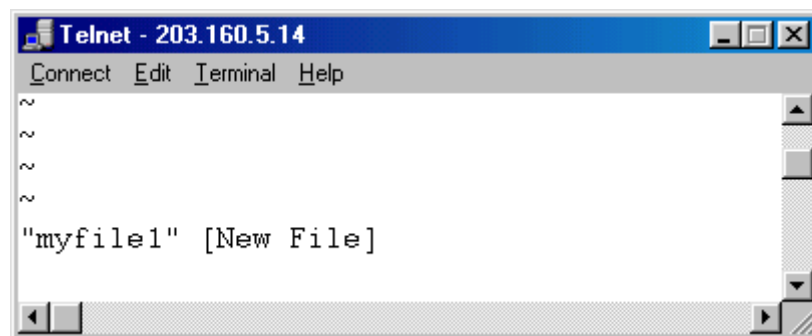 Telnet - 203.160.5.14
Connect Edit Terminal Help
~
~
~
~
"myfile1" [New File]